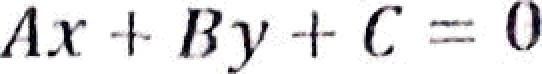 Ax + By + C = 0